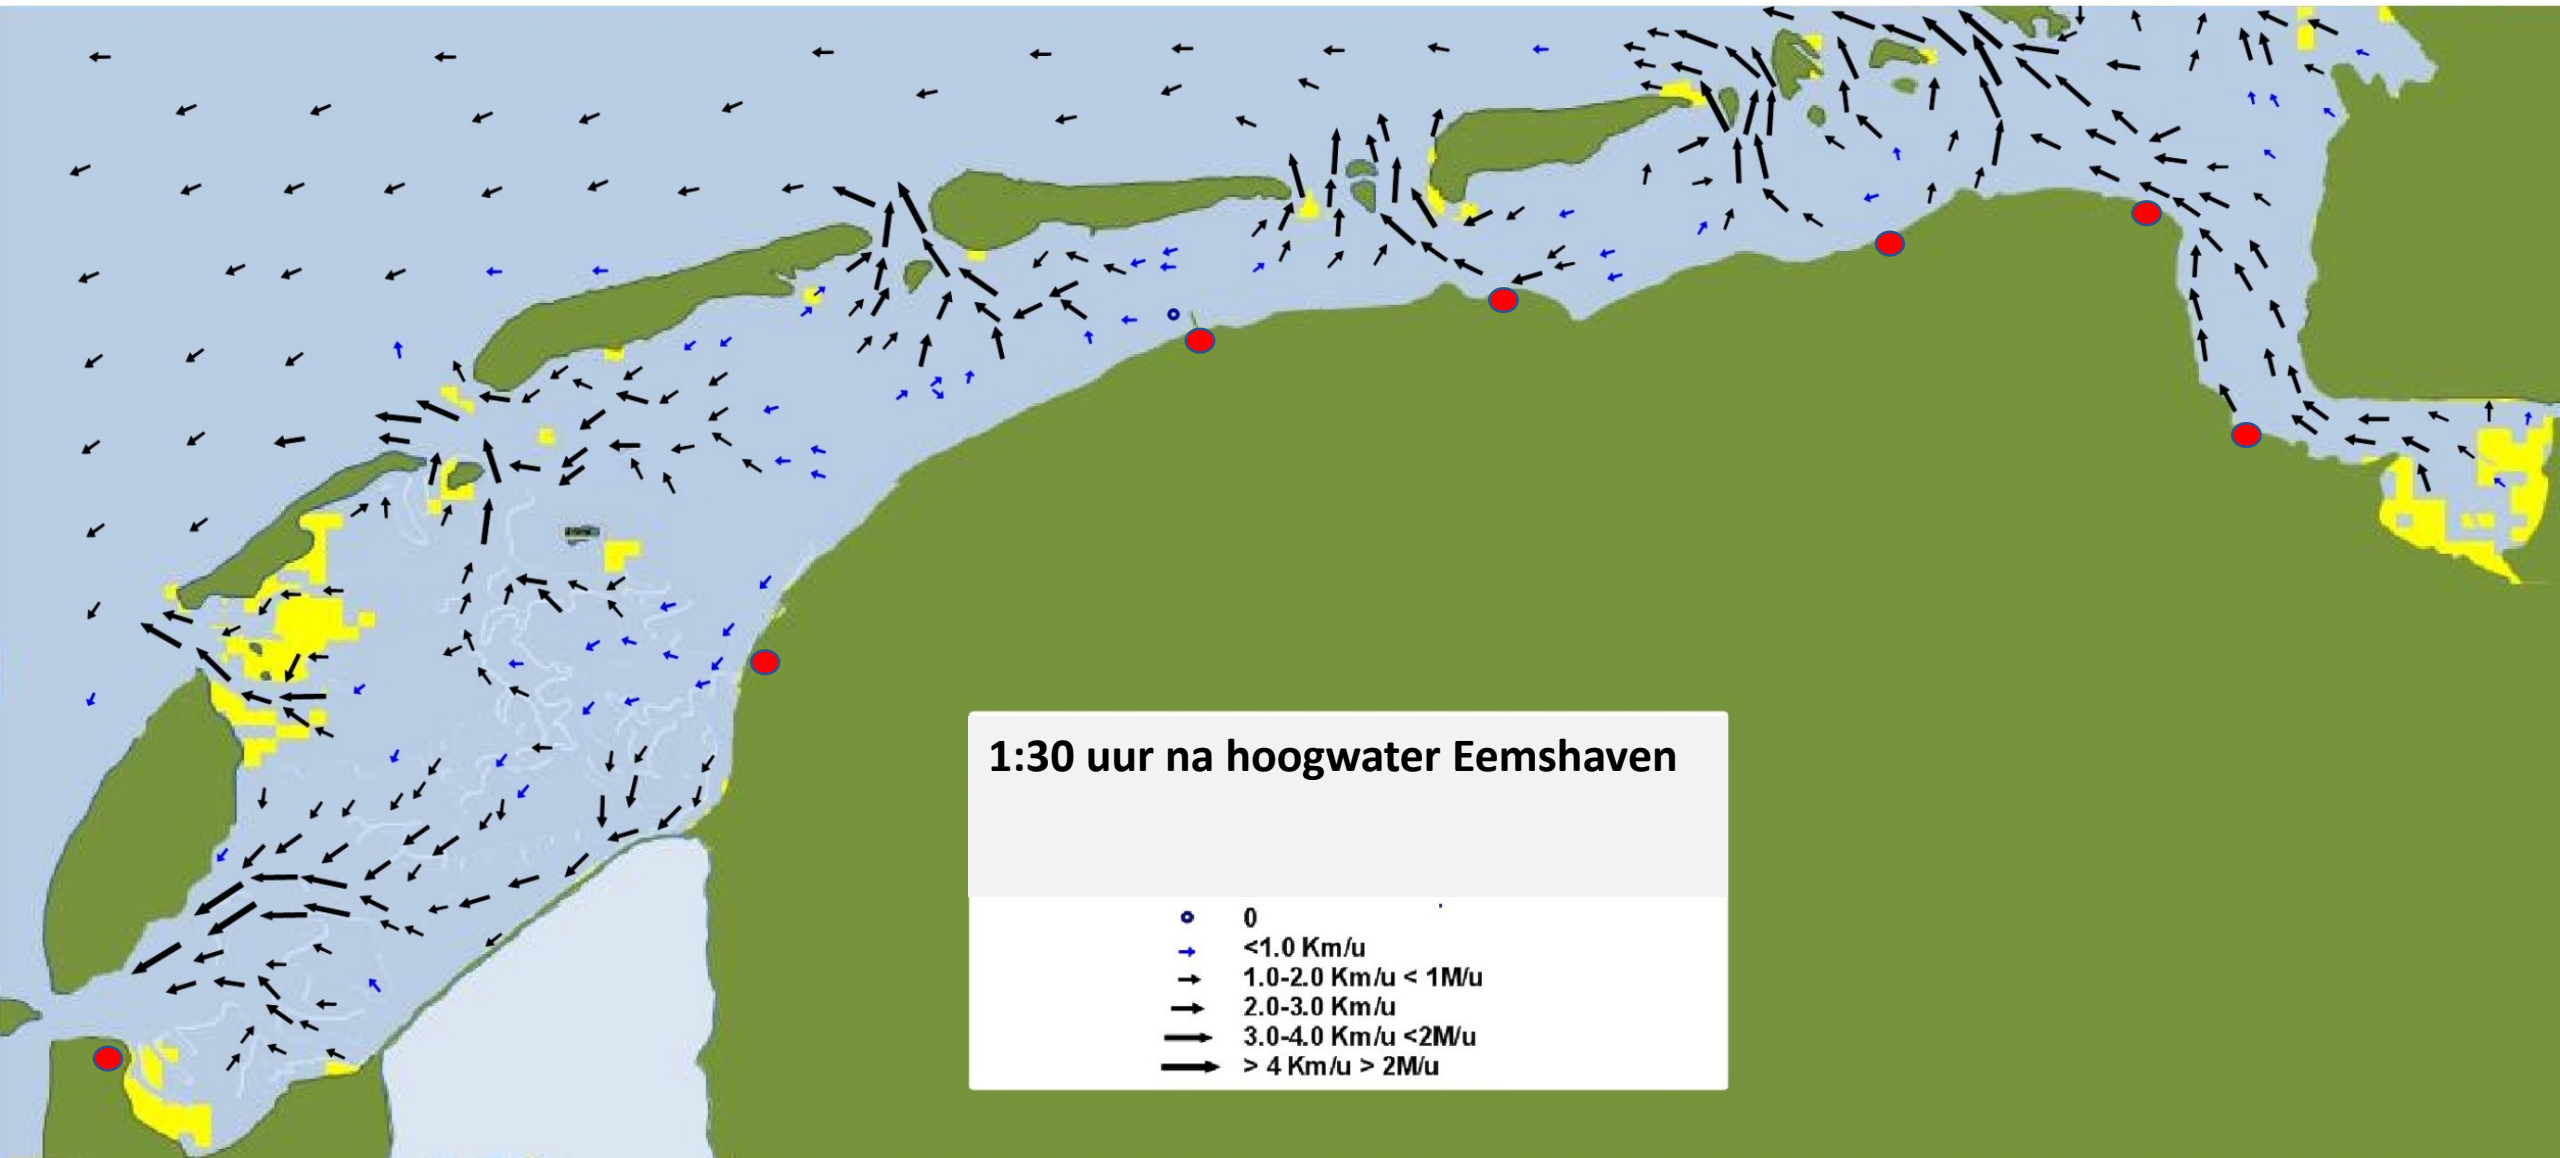 1:30 uur na hoogwater Eemshaven
0
<1.0 Km/u
1.0-2.0 Km/u < 1M/u
2.0-3.0 Km/u
3.0-4.0 Km/u <2M/u
> 4 Km/u > 2M/u